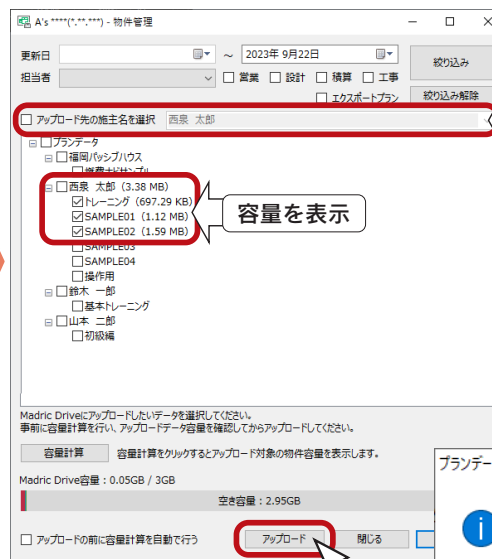 A's ****(*.**.***) - 物件管理
更新日 ～ 2023年 9月22日 絞り込み
担当者 営業 設計 積算 工事
エクスポートプラン 絞り込み解除
アップロード先の施主名を選択 西泉 太郎
プランデータ
福岡パッシブハウス
西泉 太郎 (3.38 MB)
トレーニング (697.29 KB)
SAMPLE01 (1.12 MB)
SAMPLE02 (1.59 MB)
容量を表示
SAMPLE03
SAMPLE04
操作用
鈴木 一郎
基本トレーニング
山本 二郎
初級編
Madric Driveにアップロードしたいデータを選択してください。
事前に容量計算を行い、アップロードデータ容量を確認してからアップロードしてください。
容量計算 容量計算をクリックするとアップロード対象の物件容量を表示します。
Madric Drive容量：0.05GB / 3GB
空き容量：2.95GB
アップロードの前に容量計算を自動で行う アップロード 閉じる
プランデー